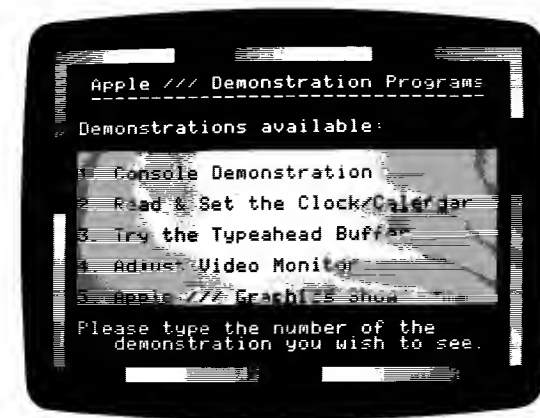 Apple /// Demonstration Programs
Demonstrations available:
1. Console Demonstration
2. Read & Set the Clock/Calendar
3. Try the Typeahead Buffer
4. Adjust Video Monitor
5. Apple /// Graphics Show
Please type the number of the
demonstration you wish to see.